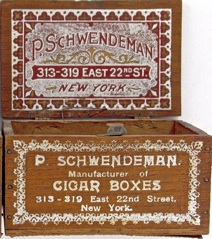 P. SCHWENDEMAN
313-319 EAST 22ND ST.
NEW YORK
P. SCHWENDEMAN.
Manufacturer of
CIGAR BOXES
313-319 East 22nd Street,
New York.